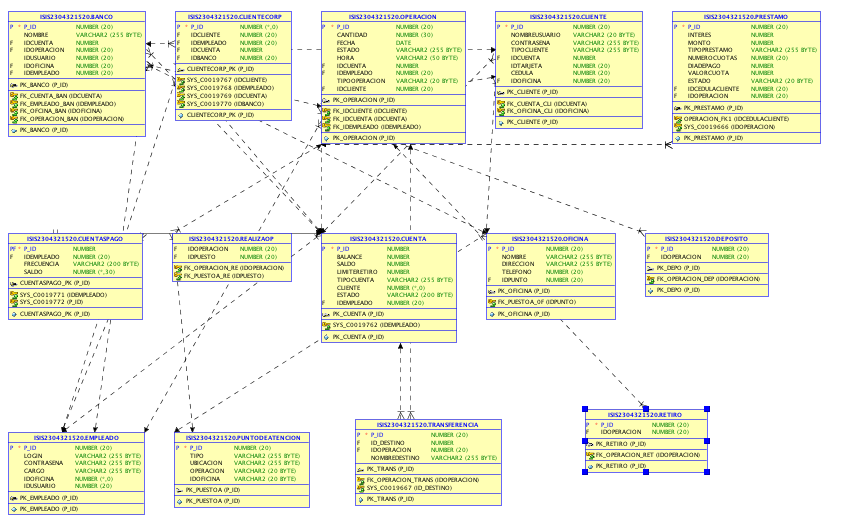 ISIS2304321520.BANCO
P * P_ID NUMBER (20)
NOMBRE VARCHAR2 (255 BYTE)
F IDCUENTA NUMBER
F IDOPERACION NUMBER (20)
F IDUSUARIO NUMBER (20)
F IDOFICINA NUMBER (20)
F IDEMPLEADO NUMBER (20)
PK_BANCO (P_ID)
FK_CUENTA_BAN (IDCUENTA)
FK_EMPLEADO_BAN (IDEMPLEADO)
FK_OFICINA_BAN (IDOFICINA)
FK_OPERACION_BAN (IDOPERACION)
PK_BANCO (P_ID)
ISIS2304321520.CLIENTECORP
P * P_ID NUMBER (*,0)
F IDCLIENTE NUMBER (20)
F IDEMPLEADO NUMBER (20)
F IDCUENTA NUMBER
F IDBANCO NUMBER (20)
CLIENTECORP_PK (P_ID)
SYS_C0019767 (IDCLIENTE)
SYS_C0019768 (IDEMPLEADO)
SYS_C0019769 (IDCUENTA)
SYS_C0019770 (IDBANCO)
CLIENTECORP_PK (P_ID)
ISIS2304321520.OPERACION
P * P_ID NUMBER (20)
CANTIDAD NUMBER (30)
FECHA DATE
ESTADO VARCHAR2 (255 BYTE)
HORA VARCHAR2 (50 BYTE)
F IDCUENTA NUMBER
F IDEMPLEADO NUMBER (20)
TIPOOPERACION VARCHAR2 (20 BYTE)
F IDCLIENTE NUMBER (20)
PK_OPERACION (P_ID)
FK_IDCLIENTE (IDCLIENTE)
FK_IDCUENTA (IDCUENTA)
FK_IDEMPLEADO (IDEMPLEADO)
PK_OPERACION (P_ID)
ISIS2304321520.CLIENTE
P * P_ID NUMBER (20)
NOMBREUSUARIO VARCHAR2 (20 BYTE)
CONTRASENA VARCHAR2 (255 BYTE)
TIPOCLIENTE VARCHAR2 (255 BYTE)
F IDCUENTA NUMBER
IDTARJETA NUMBER (20)
CEDULA NUMBER (20)
F IDOFICINA NUMBER (20)
PK_CLIENTE (P_ID)
FK_CUENTA_CLI (IDCUENTA)
FK_OFICINA_CLI (IDOFICINA)
PK_CLIENTE (P_ID)
ISIS2304321520.PRESTAMO
P * P_ID NUMBER (20)
INTERES NUMBER
MONTO NUMBER
TIPOPRESTAMO VARCHAR2 (255 BYTE)
NUMEROCUOTAS NUMBER
DIADEPAGO NUMBER
VALORCUOTA NUMBER
ESTADO VARCHAR2 (20 BYTE)
F IDCEDULACLIENTE NUMBER (20)
F IDOPERACION NUMBER (20)
PK_PRESTAMO (P_ID)
OPERACION_FK1 (IDCEDULACLIENTE)
SYS_C0019666 (IDOPERACION)
PK_PRESTAMO (P_ID)
ISIS2304321520.CUENTASPAGO
PF * P_ID NUMBER
F IDEMPLEADO NUMBER (20)
FRECUENCIA VARCHAR2 (200 BYTE)
SALDO NUMBER (*,30)
CUENTASPAGO_PK (P_ID)
SYS_C0019771 (IDEMPLEADO)
SYS_C0019772 (P_ID)
CUENTASPAGO_PK (P_ID)
ISIS2304321520.REALIZAOP
F IDOPERACION NUMBER (20)
F IDPUESTO NUMBER (20)
FK_OPERACION_RE (IDOPERACION)
FK_PUESTOA_RE (IDPUESTO)
ISIS2304321520.CUENTA
P * P_ID NUMBER
BALANCE NUMBER
SALDO NUMBER
LIMITERETIRO NUMBER
TIPOCUENTA VARCHAR2 (255 BYTE)
CLIENTE NUMBER (*,0)
ESTADO VARCHAR2 (200 BYTE)
F IDEMPLEADO NUMBER (20)
PK_CUENTA (P_ID)
SYS_C0019762 (IDEMPLEADO)
PK_CUENTA (P_ID)
ISIS2304321520.OFICINA
P * P_ID NUMBER (20)
NOMBRE VARCHAR2 (255 BYTE)
DIRECCION VARCHAR2 (255 BYTE)
TELEFONO NUMBER (20)
F IDPUNTO NUMBER (20)
PK_OFICINA (P_ID)
FK_PUESTOA_OF (IDPUNTO)
PK_OFICINA (P_ID)
ISIS2304321520.DEPOSITO
P * P_ID NUMBER (20)
F IDOPERACION NUMBER (20)
PK_DEPO (P_ID)
FK_OPERACION_DEP (IDOPERACION)
PK_DEPO (P_ID)
ISIS2304321520.EMPLEADO
P * P_ID NUMBER (20)
LOGIN VARCHAR2 (255 BYTE)
CONTRASENA VARCHAR2 (255 BYTE)
CARGO VARCHAR2 (255 BYTE)
IDOFICINA NUMBER (*,0)
IDUSUARIO NUMBER (20)
PK_EMPLEADO (P_ID)
PK_EMPLEADO (P_ID)
ISIS2304321520.PUNTODEATENCION
P * P_ID NUMBER (20)
TIPO VARCHAR2 (255 BYTE)
UBICACION VARCHAR2 (255 BYTE)
OPERACION VARCHAR2 (20 BYTE)
IDOFICINA VARCHAR2 (20 BYTE)
PK_PUESTOA (P_ID)
PK_PUESTOA (P_ID)
ISIS2304321520.TRANSFERENCIA
P * P_ID NUMBER (20)
F ID_DESTINO NUMBER
F IDOPERACION NUMBER (20)
NOMBREDESTINO VARCHAR2 (255 BYTE)
PK_TRANS (P_ID)
FK_OPERACION_TRANS (IDOPERACION)
SYS_C0019667 (ID_DESTINO)
PK_TRANS (P_ID)
ISIS2304321520.RETIRO
P * P_ID NUMBER (20)
F IDOPERACION NUMBER (20)
PK_RETIRO (P_ID)
FK_OPERACION_RET (IDOPERACION)
PK_RETIRO (P_ID)